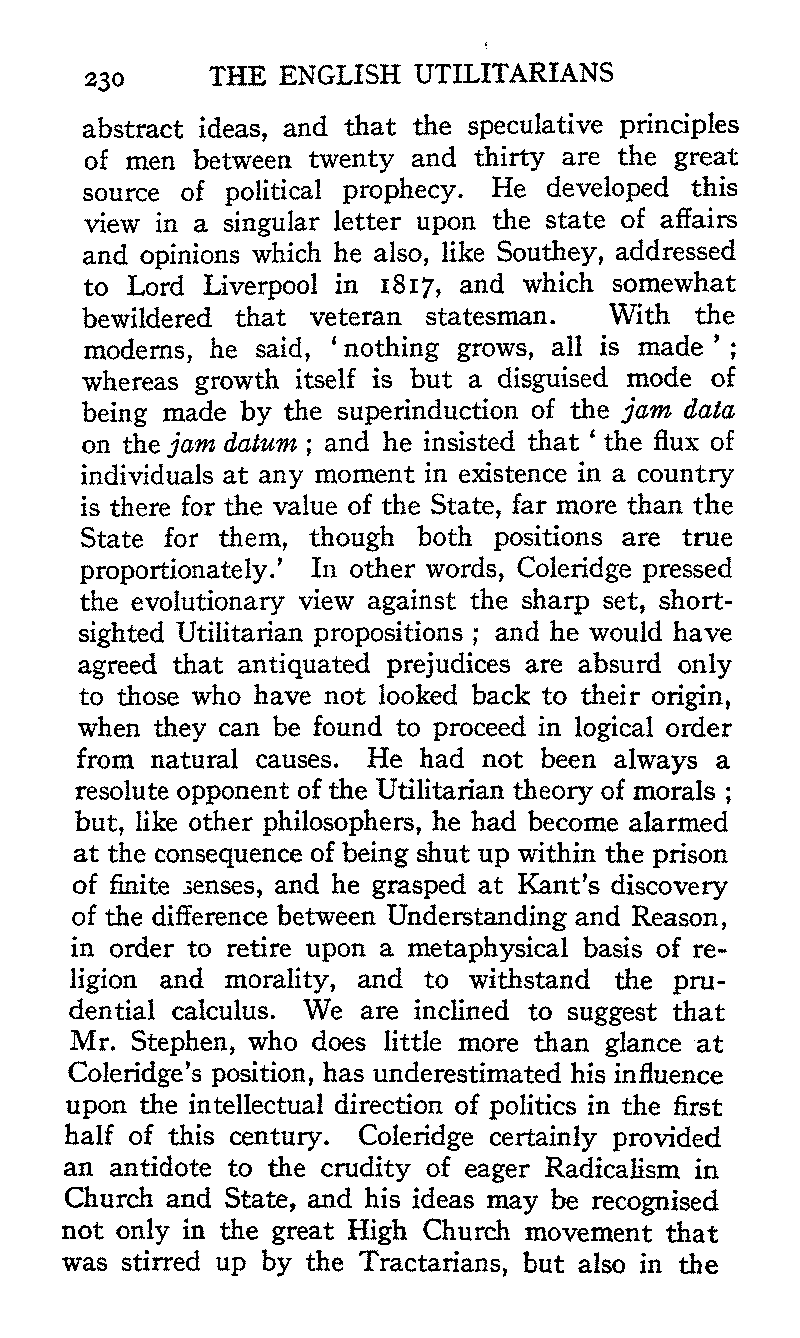 230 THE ENGLISH UTILITARIANS
abstract ideas, and that the speculative principles
of men between twenty and thirty are the great
source of political prophecy. He developed this
view in a singular letter upon the state of affairs
and opinions which he also, like Southey, addressed
to Lord Liverpool in 1817, and which somewhat
bewildered that veteran statesman. With the
moderns, he said, ‘ nothing grows, all is made ’ ;
whereas growth itself is but a disguised mode of
being made by the superinduction of the jam data
on the jam datum ; and he insisted that ‘ the flux of
individuals at any moment in existence in a country
is there for the value of the State, far more than the
State for them, though both positions are true
proportionately.’ In other words, Coleridge pressed
the evolutionary view against the sharp set, short-
sighted Utilitarian propositions ; and he would have
agreed that antiquated prejudices are absurd only
to those who have not looked back to their origin,
when they can be found to proceed in logical order
from natural causes. He had not been always a
resolute opponent of the Utilitarian theory of morals ;
but, like other philosophers, he had become alarmed
at the consequence of being shut up within the prison
of finite senses, and he grasped at Kant’s discovery
of the difference between Understanding and Reason,
in order to retire upon a metaphysical basis of re-
ligion and morality, and to withstand the pru-
dential calculus. We are inclined to suggest that
Mr. Stephen, who does little more than glance at
Coleridge’s position, has underestimated his influence
upon the intellectual direction of politics in the first
half of this century. Coleridge certainly provided
an antidote to the crudity of eager Radicalism in
Church and State, and his ideas may be recognised
not only in the great High Church movement that
was stirred up by the Tractarians, but also in the